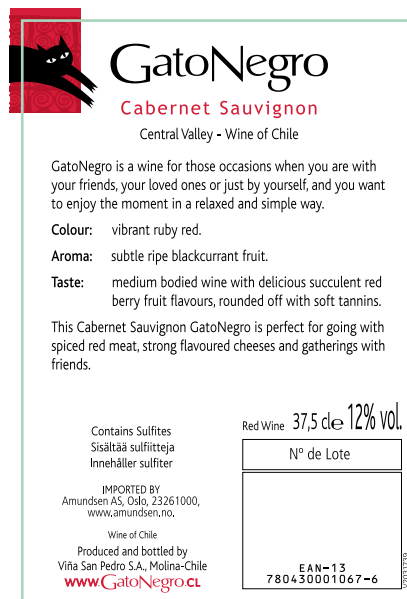 GatoNegro
Cabernet Sauvignon
Central Valley - Wine of Chile
GatoNegro is a wine for those occasions when you are with
your friends, your loved ones or just by yourself, and you want
to enjoy the moment in a relaxed and simple way.
Colour: vibrant ruby red.
Aroma: subtle ripe blackcurrant fruit.
Taste: medium bodied wine with delicious succulent red
berry fruit flavours, rounded off with soft tannins.
This Cabernet Sauvignon GatoNegro is perfect for going with
spiced red meat, strong flavoured cheeses and gatherings with
friends.
Contains Sulfites
Sisältää sulfiitteja
Innehåller sulfiter
IMPORTED BY
Amundsen AS, Oslo, 23261000,
www.amundsen.no.
Wine of Chile
Produced and bottled by
Viña San Pedro S.A., Molina-Chile
www.GatoNegro.CL
Red Wine 37,5 cl℮ 12% vol.
Nº de Lote
EAN-13
780430001067-6
V2031739